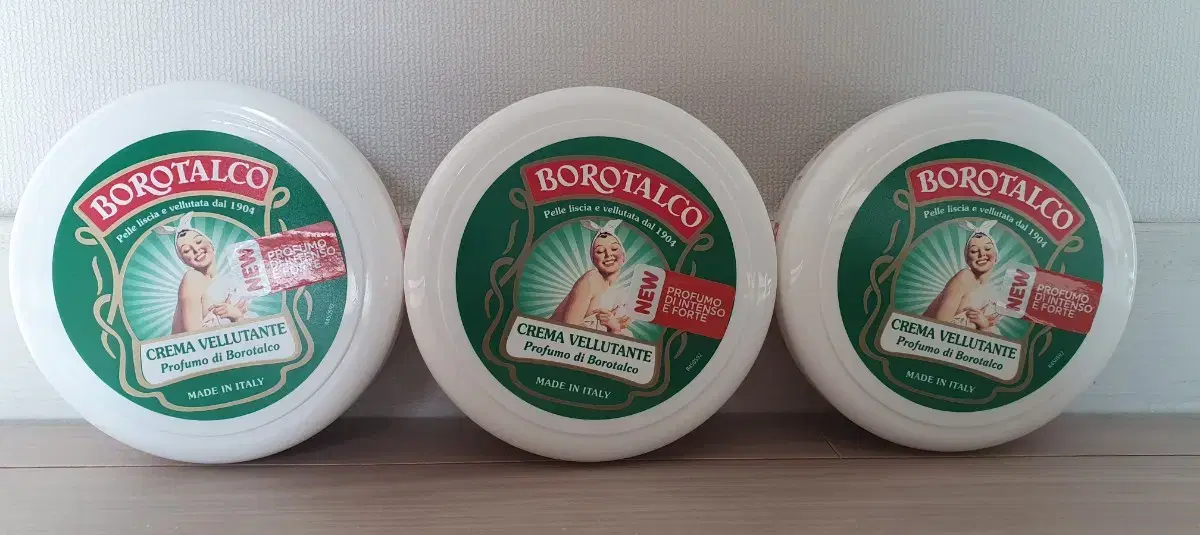 BOROTALCO
Pelle liscia e vellutata dal 1904
NEW
PROFUMO
DI INTENSO
E FORTE
CREMA VELLUTANTE
Profumo di Borotalco
MADE IN ITALY
BOROTALCO
Pelle liscia e vellutata dal 1904
NEW
PROFUMO
DI INTENSO
E FORTE
CREMA VELLUTANTE
Profumo di Borotalco
MADE IN ITALY
BOROTALCO
Pelle liscia e vellutata dal 1904
NEW
PROFUMO
DI INTENSO
E FORTE
CREMA VELLUTANTE
Profumo di Borotalco
MADE IN ITALY